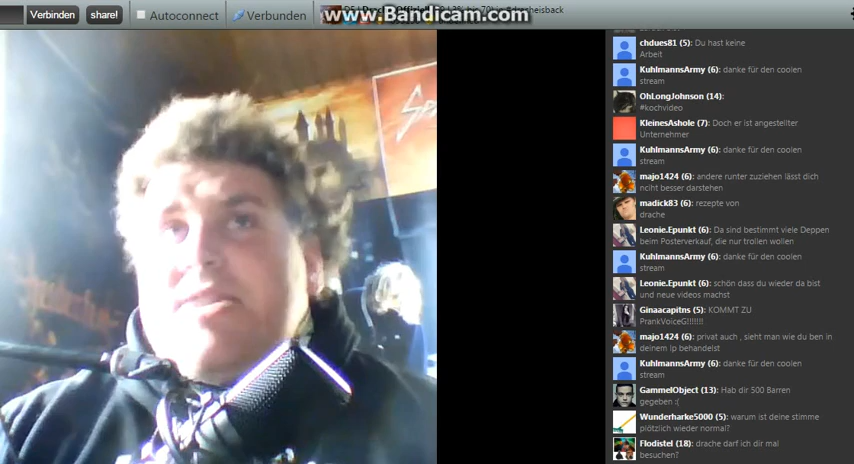 Verbinden share! Autoconnect Verbunden
www.Bandicam.com
chdues81 (5): Du hast keine
Arbeit
KuhlmannsArmy (6): danke für den coolen
stream
OhLongJohnson (14):
#kochvideo
KleinesAshole (7): Doch er ist angestellter
Unternehmer
KuhlmannsArmy (6): danke für den coolen
stream
majo1424 (6): andere runter zuziehen lässt dich
nciht besser darstehen
madick83 (6): rezepte von
drache
Leonie.Epunkt (6): Da sind bestimmt viele Deppen
beim Posterverkauf, die nur trollen wollen
KuhlmannsArmy (6): danke für den coolen
stream
Leonie.Epunkt (6): schön dass du wieder da bist
und neue videos machst
Ginaacapitns (5): KOMMT ZU
PrankVoiceG!!!!!!!
majo1424 (6): privat auch , sieht man wie du ben in
deinem lp behandelst
KuhlmannsArmy (6): danke für den coolen
stream
GammelObject (13): Hab dir 500 Barren
gegeben :(
Wunderharke5000 (5): warum ist deine stimme
plötzlich wieder normal?
Flodistel (18): drache darf ich dir mal
besuchen?